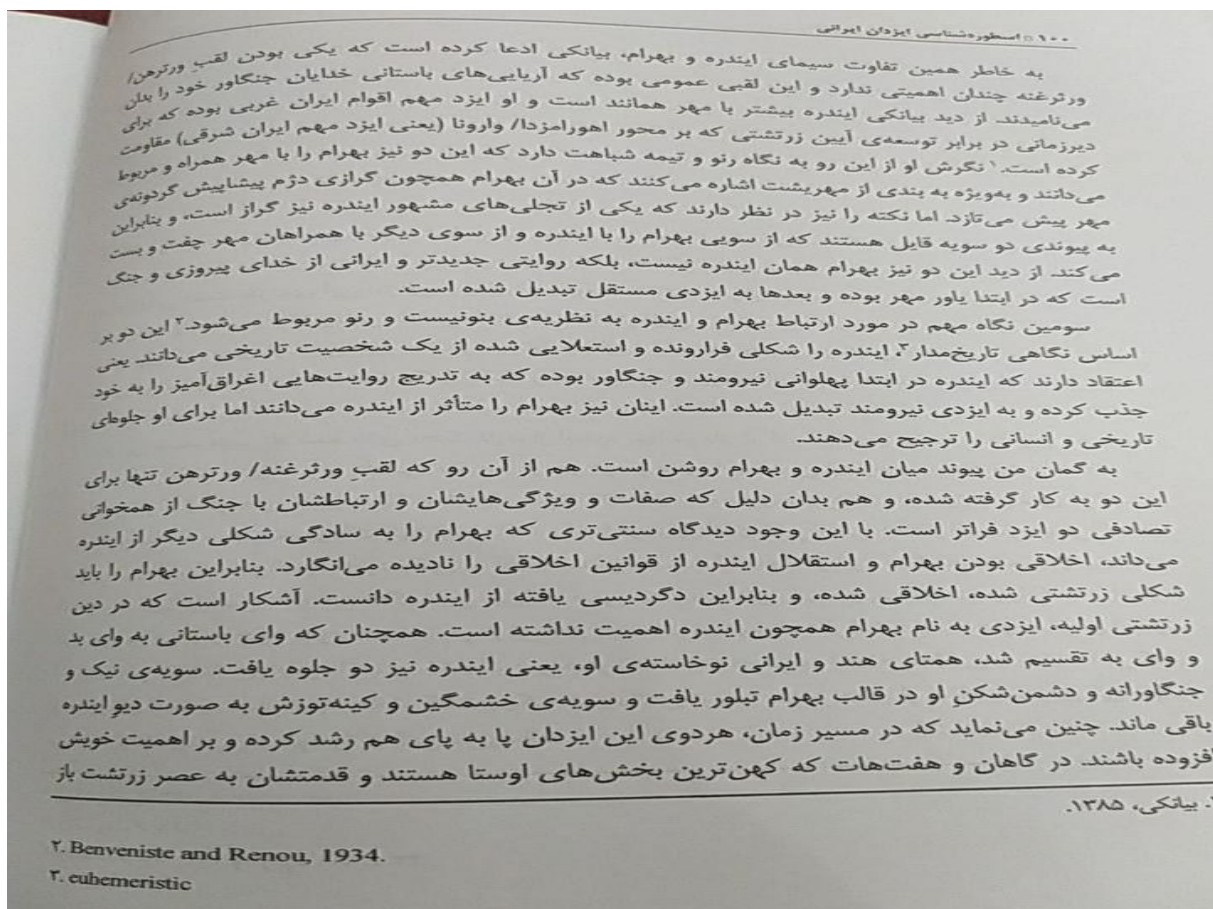 ۱۰۰ □ اسطوره‌شناسی ایزدان ایرانی
به خاطر همین تفاوت سیمای ایندره و بهرام، بیانکی ادعا کرده است که یکی بودن لقبِ ورترهن/
ورثرغنه چندان اهمیتی ندارد و این لقبی عمومی بوده که آریایی‌های باستانی خدایان جنگاور خود را بدان
می‌نامیدند. از دید بیانکی ایندره بیشتر با مهر همانند است و او ایزد مهم اقوام ایران غربی بوده که برای
دیرزمانی در برابر توسعه‌ی آیین زرتشتی که بر محور اهورامزدا/ وارونا (یعنی ایزد مهم ایران شرقی) مقاومت
کرده است.۱ نگرش او از این رو به نگاه رنو و تیمه شباهت دارد که این دو نیز بهرام را با مهر همراه و مربوط
می‌دانند و به‌ویژه به بندی از مهریشت اشاره می‌کنند که در آن بهرام همچون گرازی دژم پیشاپیش گردونه‌ی
مهر پیش می‌تازد. اما نکته را نیز در نظر دارند که یکی از تجلی‌های مشهور ایندره نیز گراز است، و بنابراین
به پیوندی دو سویه قایل هستند که از سویی بهرام را با ایندره و از سوی دیگر با همراهان مهر چفت و بست
می‌کند. از دید این دو نیز بهرام همان ایندره نیست، بلکه روایتی جدیدتر و ایرانی از خدای پیروزی و جنگ
است که در ابتدا یاور مهر بوده و بعدها به ایزدی مستقل تبدیل شده است.
سومین نگاه مهم در مورد ارتباط بهرام و ایندره به نظریه‌ی بنونیست و رنو مربوط می‌شود.۲ این دو بر
اساس نگاهی تاریخ‌مدار۳، ایندره را شکلی فرارونده و استعلایی شده از یک شخصیت تاریخی می‌دانند. یعنی
اعتقاد دارند که ایندره در ابتدا پهلوانی نیرومند و جنگاور بوده که به تدریج روایت‌هایی اغراق‌آمیز را به خود
جذب کرده و به ایزدی نیرومند تبدیل شده است. اینان نیز بهرام را متأثر از ایندره می‌دانند اما برای او جلوه‌ای
تاریخی و انسانی را ترجیح می‌دهند.
به گمان من پیوند میان ایندره و بهرام روشن است. هم از آن رو که لقبِ ورثرغنه/ ورترهن تنها برای
این دو به کار گرفته شده، و هم بدان دلیل که صفات و ویژگی‌هایشان و ارتباطشان با جنگ از همخوانی
تصادفی دو ایزد فراتر است. با این وجود دیدگاه سنتی‌تری که بهرام را به سادگی شکلی دیگر از ایندره
می‌داند، اخلاقی بودن بهرام و استقلال ایندره از قوانین اخلاقی را نادیده می‌انگارد. بنابراین بهرام را باید
شکلی زرتشتی شده، اخلاقی شده، و بنابراین دگردیسی یافته از ایندره دانست. آشکار است که در دین
زرتشتی اولیه، ایزدی به نام بهرام همچون ایندره اهمیت نداشته است. همچنان که وای باستانی به وای بد
و وای به تقسیم شد، همتای هند و ایرانی نوخاسته‌ی او، یعنی ایندره نیز دو جلوه یافت. سویه‌ی نیک و
جنگاورانه و دشمن‌شکنِ او در قالب بهرام تبلور یافت و سویه‌ی خشمگین و کینه‌توزش به صورت دیو ایندره
باقی ماند. چنین می‌نماید که در مسیر زمان، هردوی این ایزدان پا به پای هم رشد کرده و بر اهمیت خویش
افزوده باشند. در گاهان و هفت‌هات که کهن‌ترین بخش‌های اوستا هستند و قدمتشان به عصر زرتشت باز
۱. بیانکی، ۱۳۸۵.
۲. Benveniste and Renou, 1934.
۳. euhemeristic